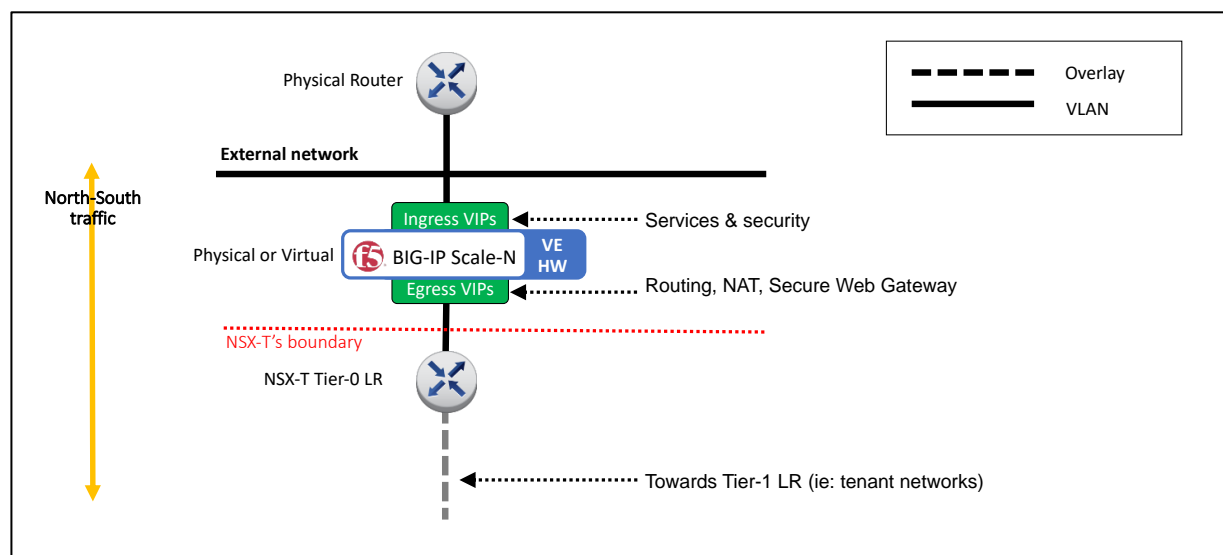 Physical Router
Overlay
VLAN
External network
North-South
traffic
Ingress VIPs
Services & security
Physical or Virtual
f5
BIG-IP Scale-N
VE
HW
Egress VIPs
Routing, NAT, Secure Web Gateway
NSX-T's boundary
NSX-T Tier-0 LR
Towards Tier-1 LR (ie: tenant networks)